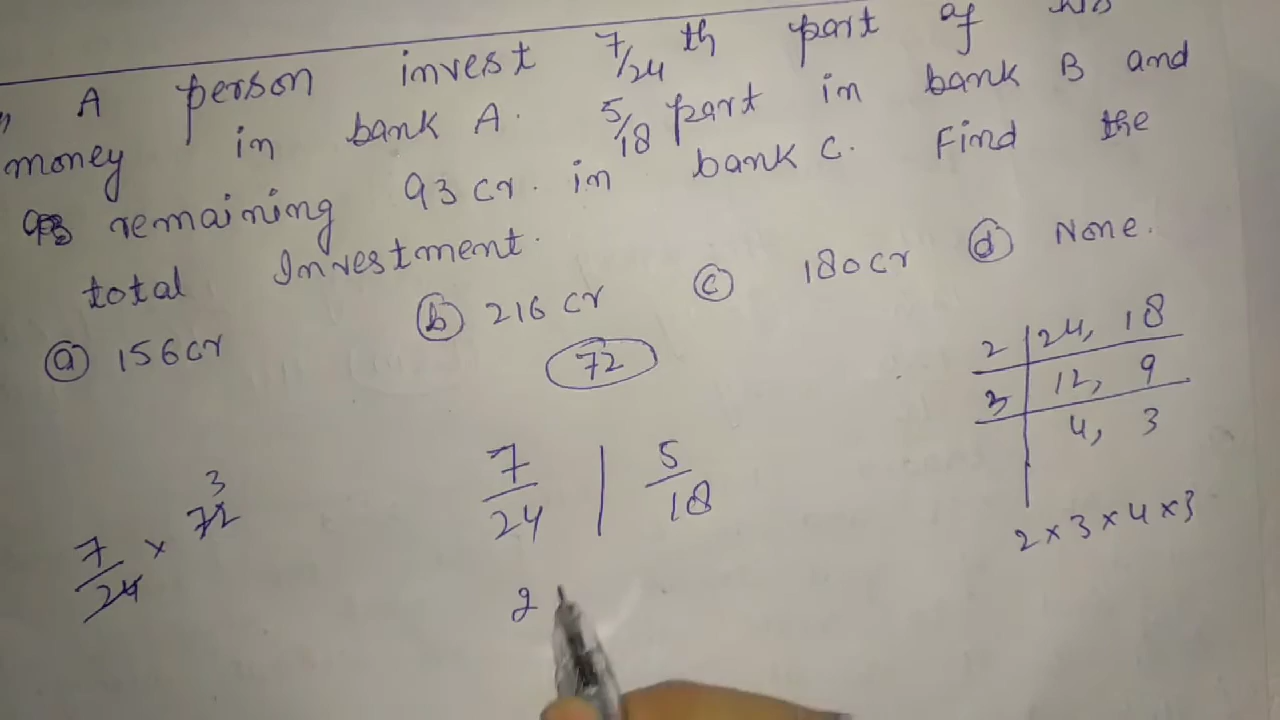 A person invest 7/24 th part of
money in bank A. 5/18 part in bank B and
remaining 93 cr. in bank C. Find the
total Investment.
(a) 156 cr (b) 216 cr (c) 180 cr (d) None.
72
2 | 24, 18
3 | 12, 9
4, 3
2 × 3 × 4 × 3
7/24 × 72 3
7/24 | 5/18
2